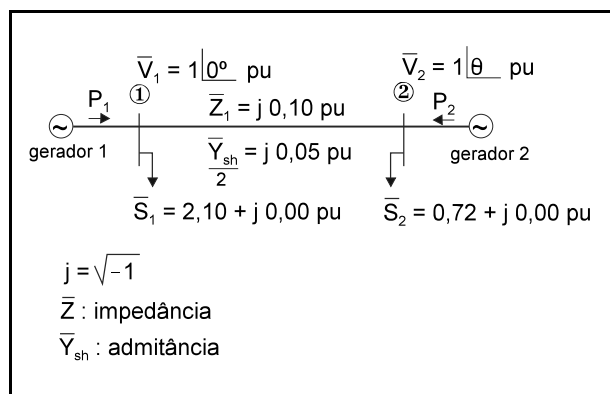 V̅₁ = 1|0º pu
V̅₂ = 1|θ pu
P₁
①
Z̅₁ = j 0,10 pu
②
P₂
~
~
gerador 1
Y̅sh/2 = j 0,05 pu
gerador 2
S̅₁ = 2,10 + j 0,00 pu
S̅₂ = 0,72 + j 0,00 pu
j = √−1
Z̅ : impedância
Y̅sh : admitância